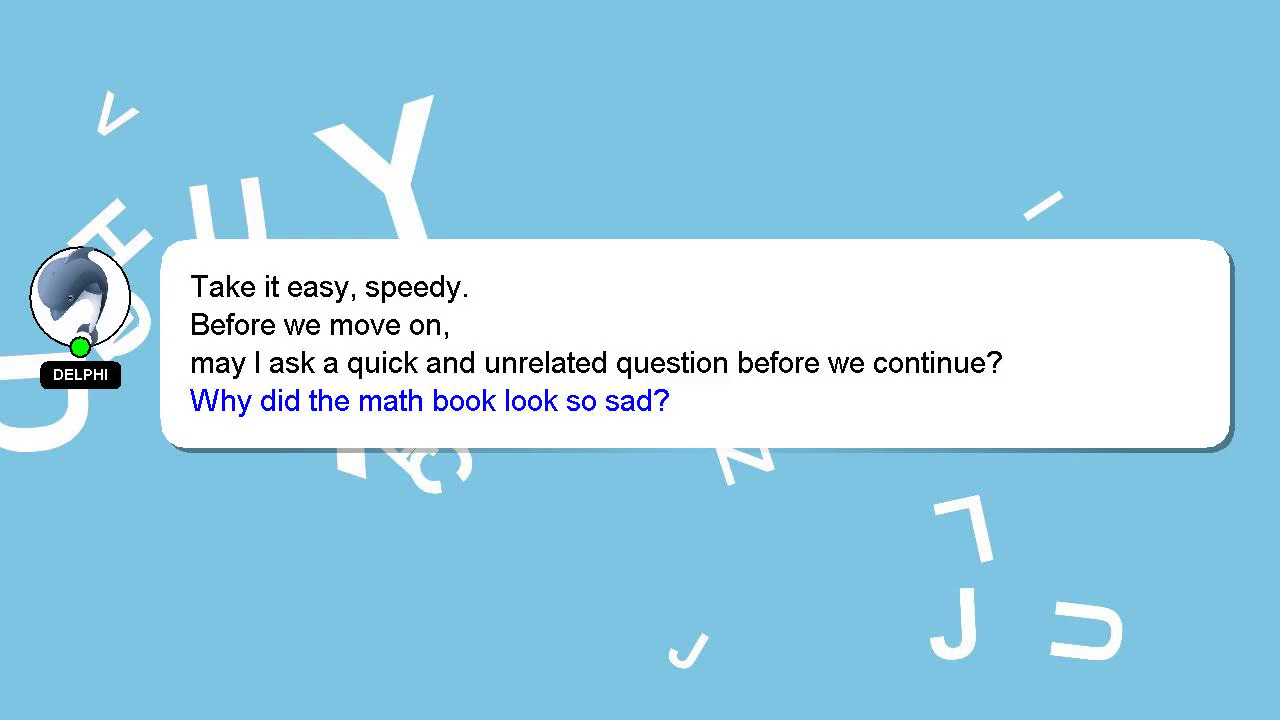 V
Y
H
U
I
Take it easy, speedy.
Before we move on,
may I ask a quick and unrelated question before we continue?
Why did the math book look so sad?
DELPHI
U
C
N
L
J
U
J